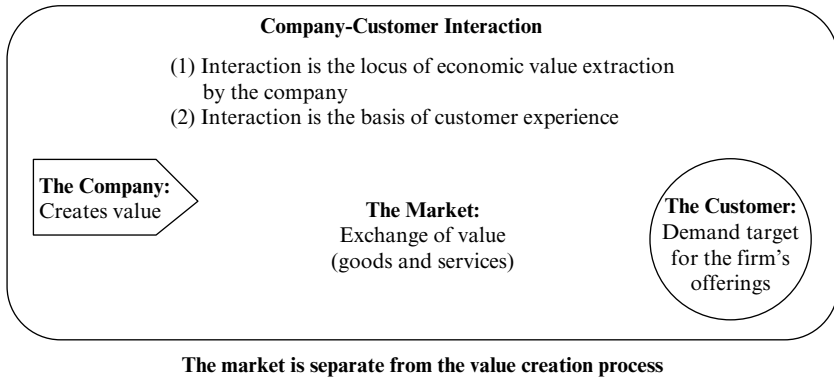 Company-Customer Interaction
(1) Interaction is the locus of economic value extraction
by the company
(2) Interaction is the basis of customer experience
The Company:
Creates value
The Market:
Exchange of value
(goods and services)
The Customer:
Demand target
for the firm's
offerings
The market is separate from the value creation process